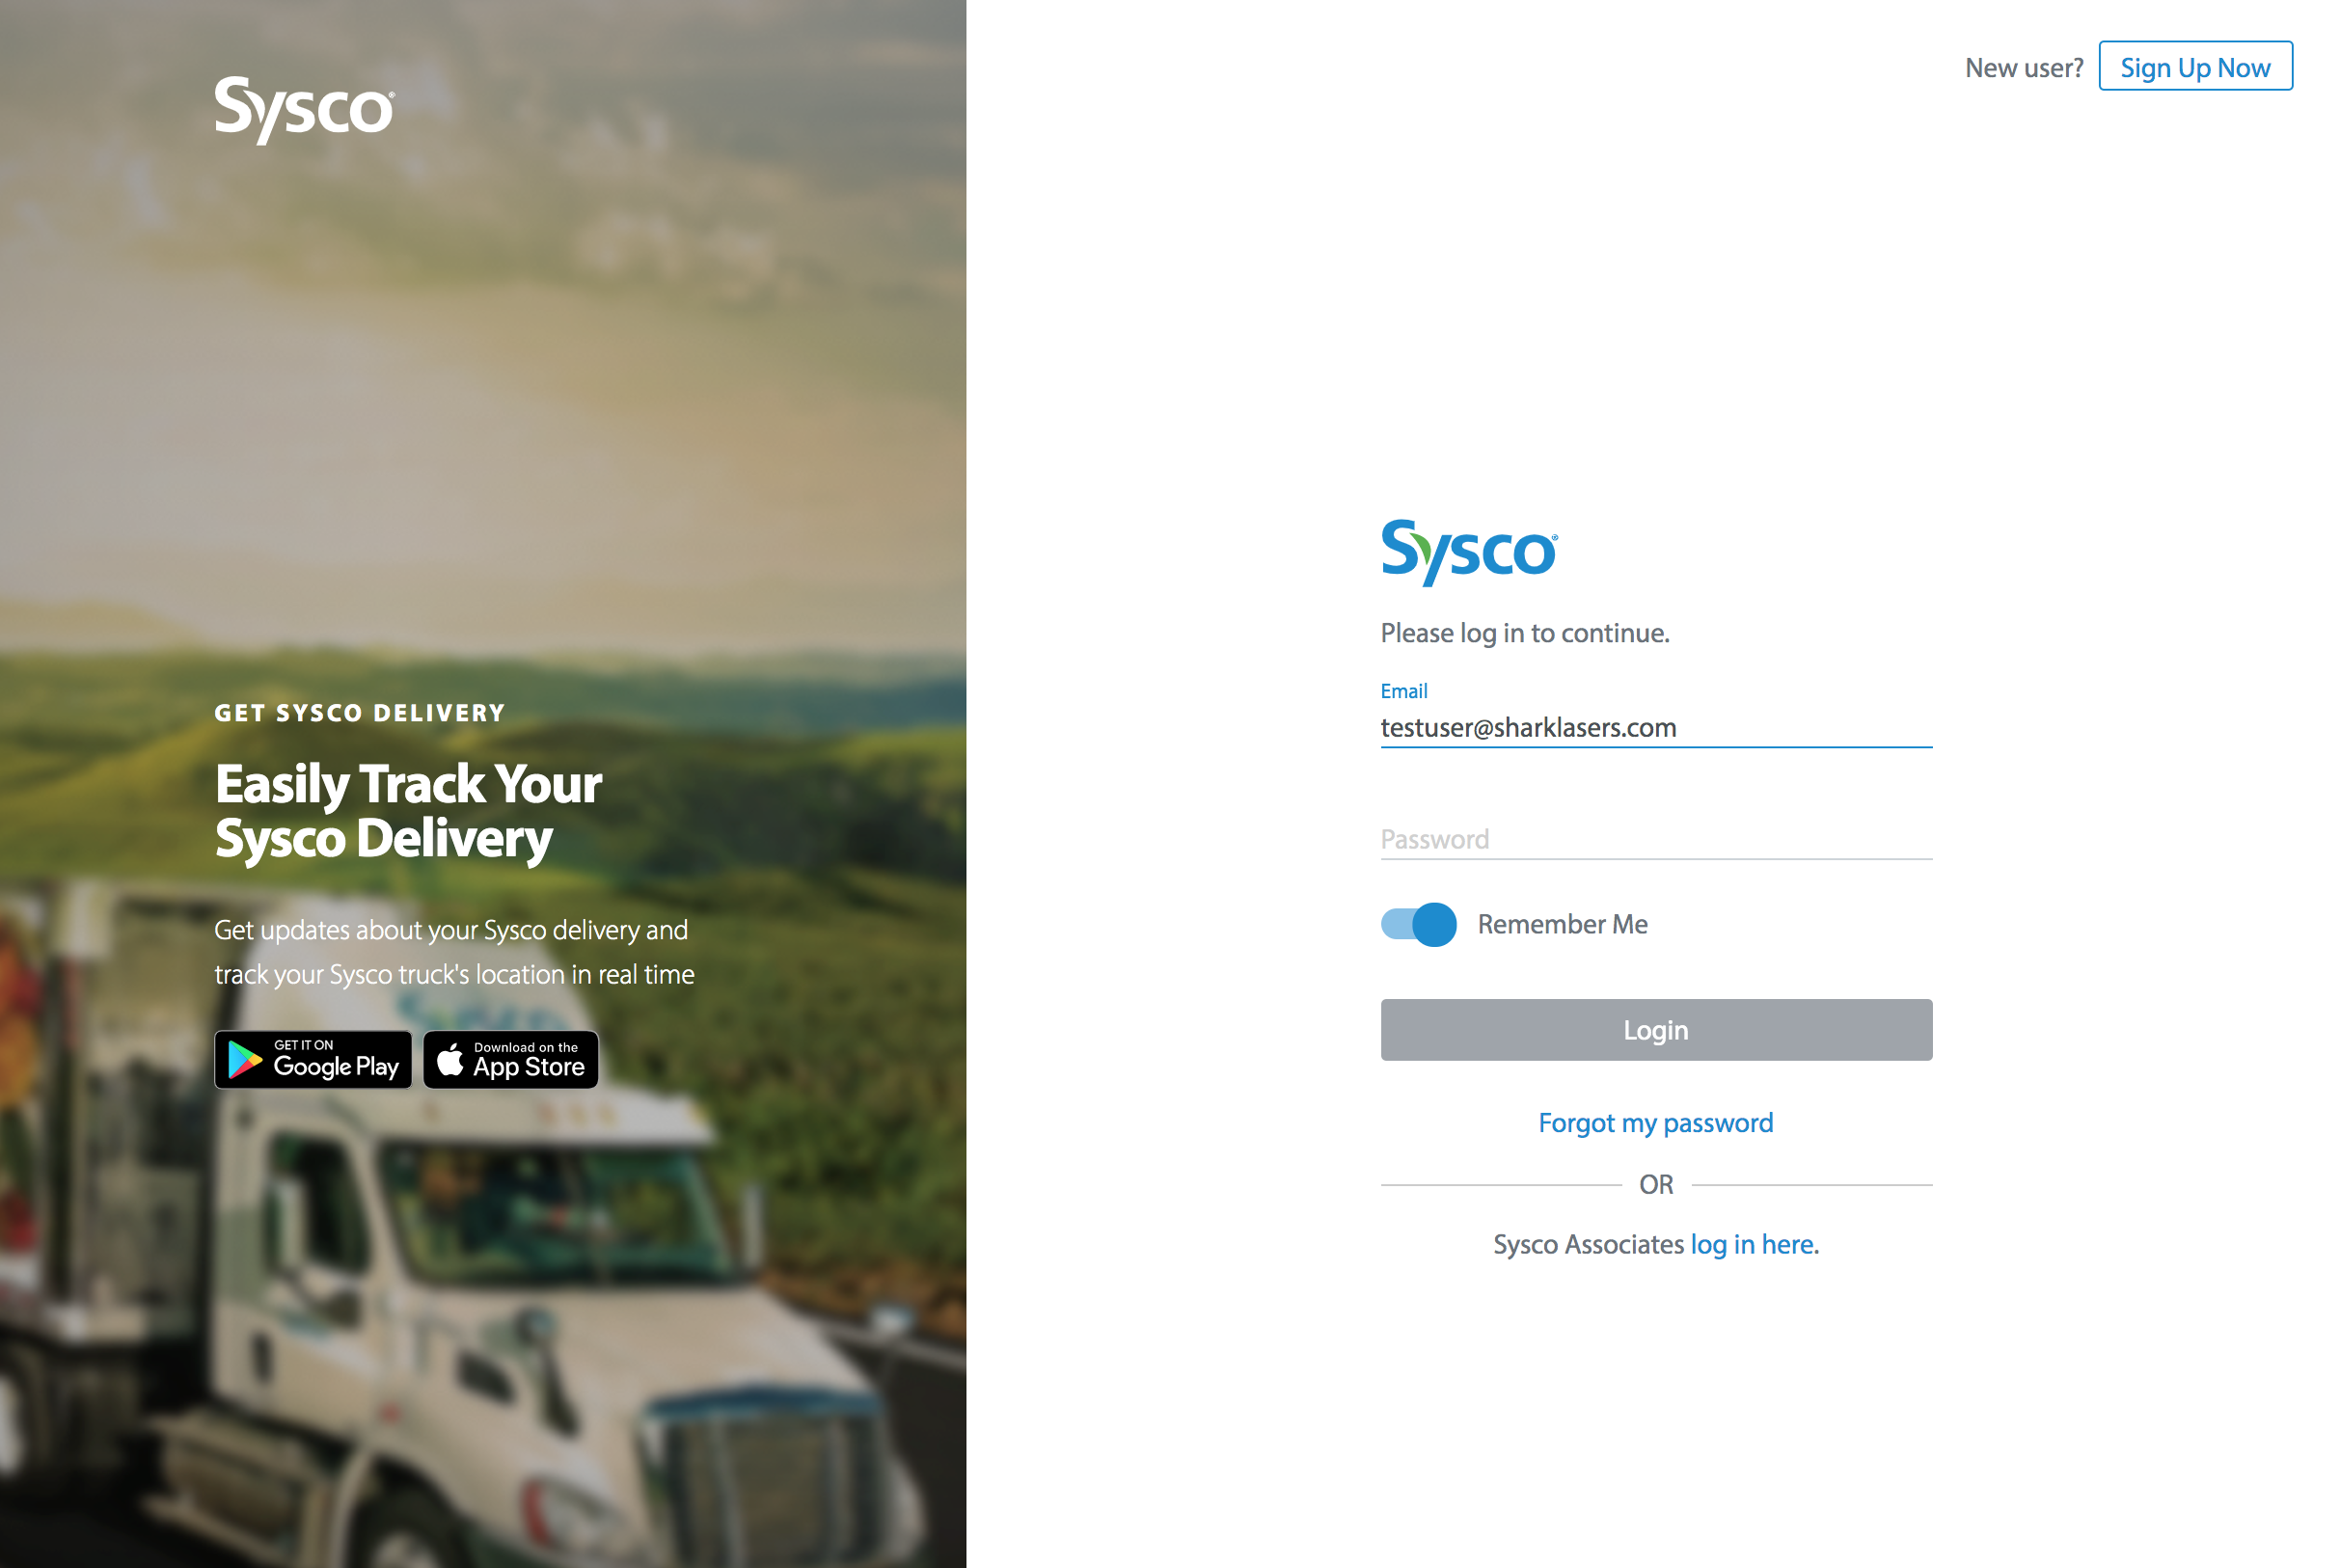 Sysco®
GET SYSCO DELIVERY
Easily Track Your
Sysco Delivery
Get updates about your Sysco delivery and
track your Sysco truck's location in real time
GET IT ON
Google Play
Download on the
App Store
New user?
Sign Up Now
Sysco®
Please log in to continue.
Email
testuser@sharklasers.com
Password
Remember Me
Login
Forgot my password
OR
Sysco Associates log in here.